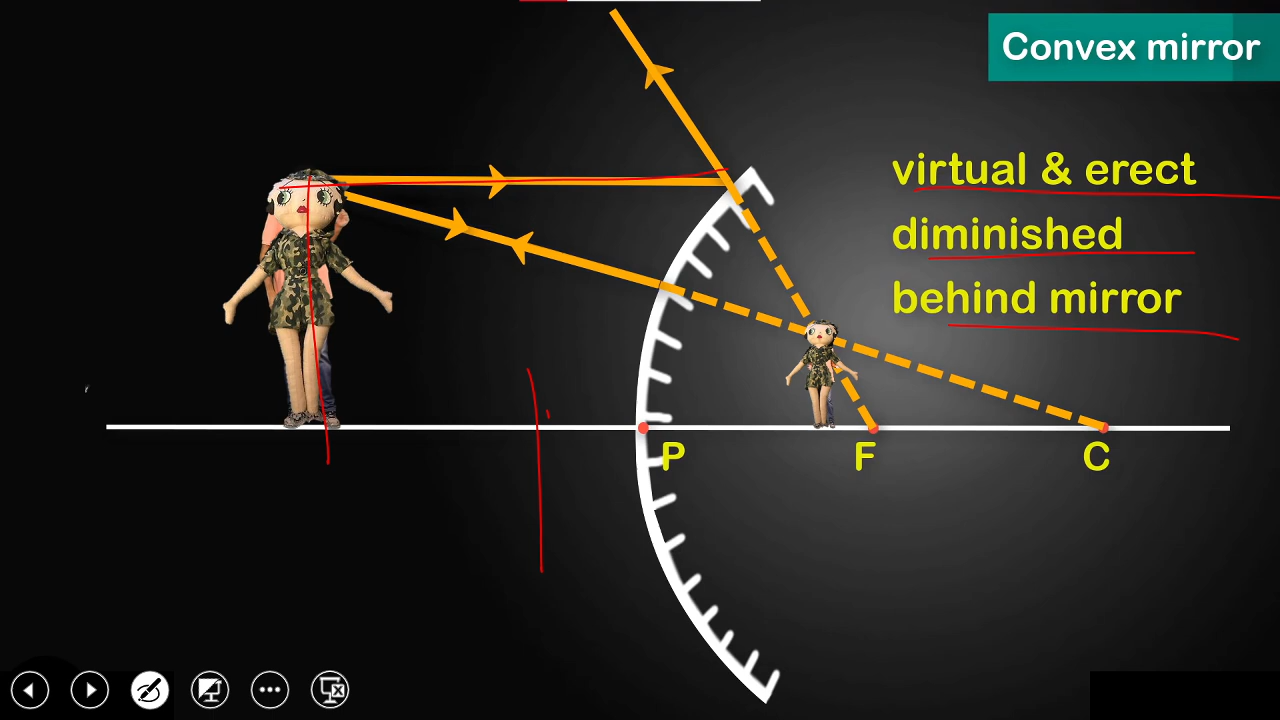 Convex mirror
virtual & erect
diminished
behind mirror
P
F
C